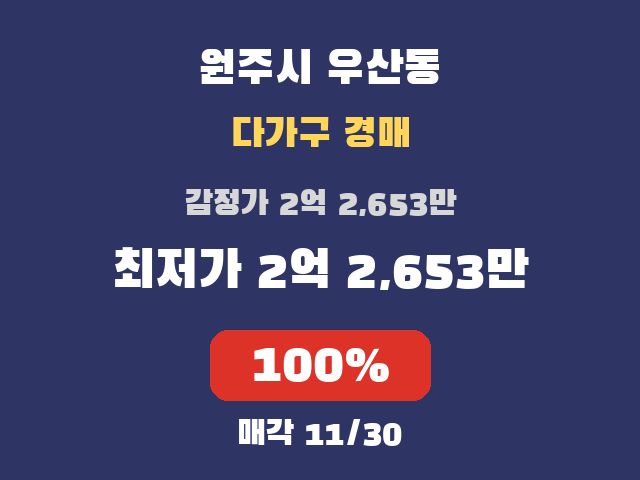 원주시 우산동
다가구 경매
감정가 2억 2,653만
최저가 2억 2,653만
100%
매각 11/30